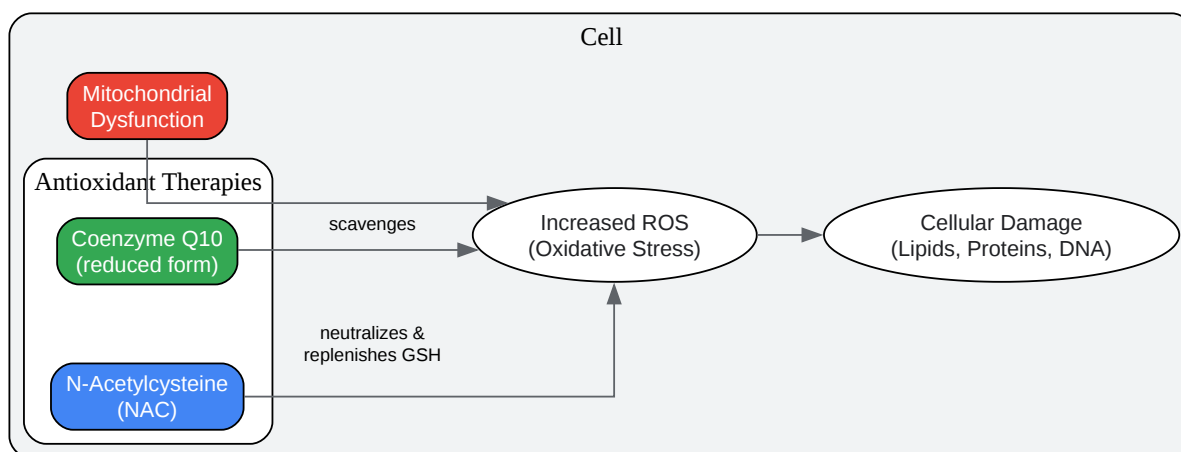 Cell
Mitochondrial
Dysfunction
Antioxidant Therapies
Coenzyme Q10
(reduced form)
scavenges
Increased ROS
(Oxidative Stress)
Cellular Damage
(Lipids, Proteins, DNA)
neutralizes &
replenishes GSH
N-Acetylcysteine
(NAC)